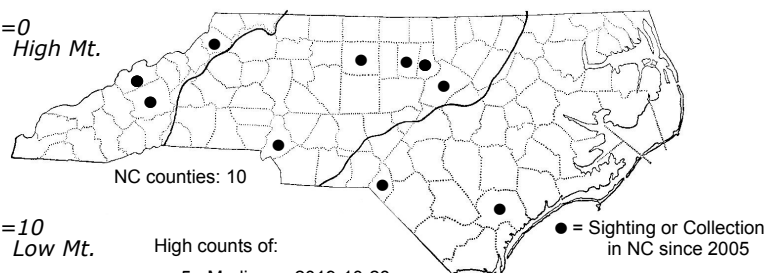 =0
High Mt.
NC counties: 10
● = Sighting or Collection
in NC since 2005
=10
Low Mt.
High counts of: